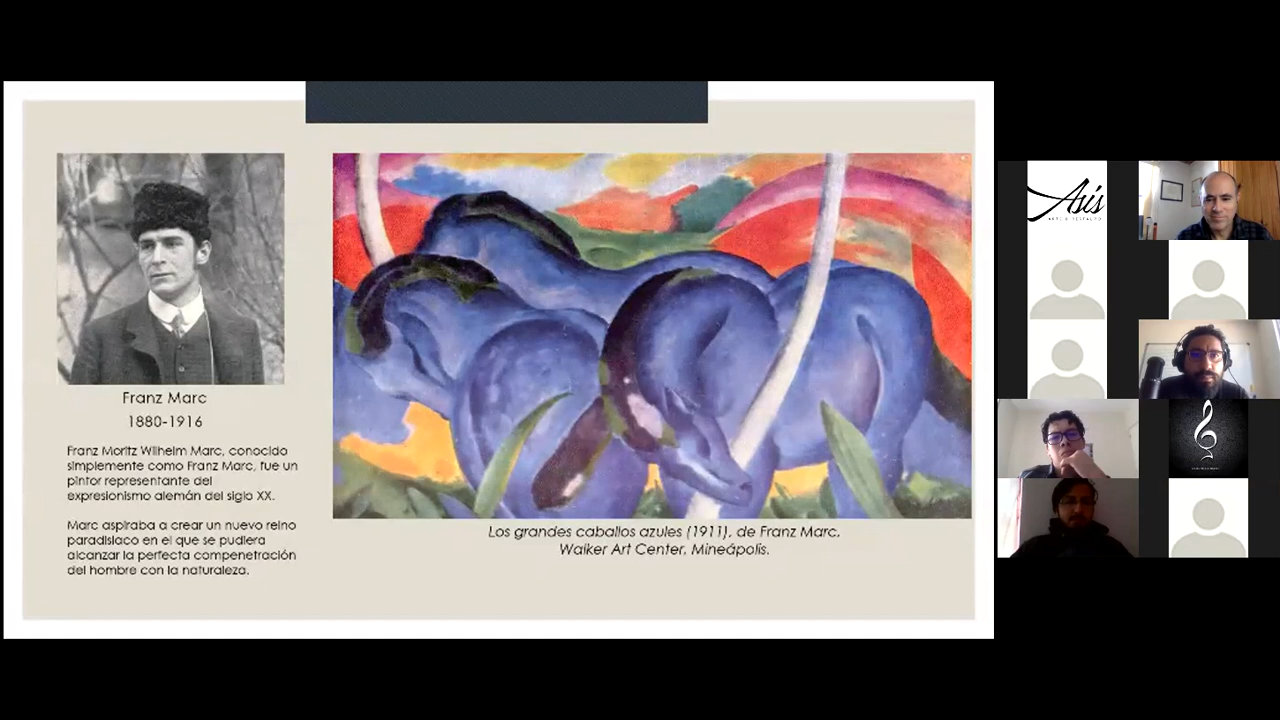 Franz Marc
1880-1916
Franz Moritz Wilhelm Marc, conocido
simplemente como Franz Marc, fue un
pintor representante del
expresionismo alemán del siglo XX.
Marc aspiraba a crear un nuevo reino
paradisiaco en el que se pudiera
alcanzar la perfecta compenetración
del hombre con la naturaleza.
Los grandes caballos azules (1911), de Franz Marc.
Walker Art Center, Mineápolis.
Asís